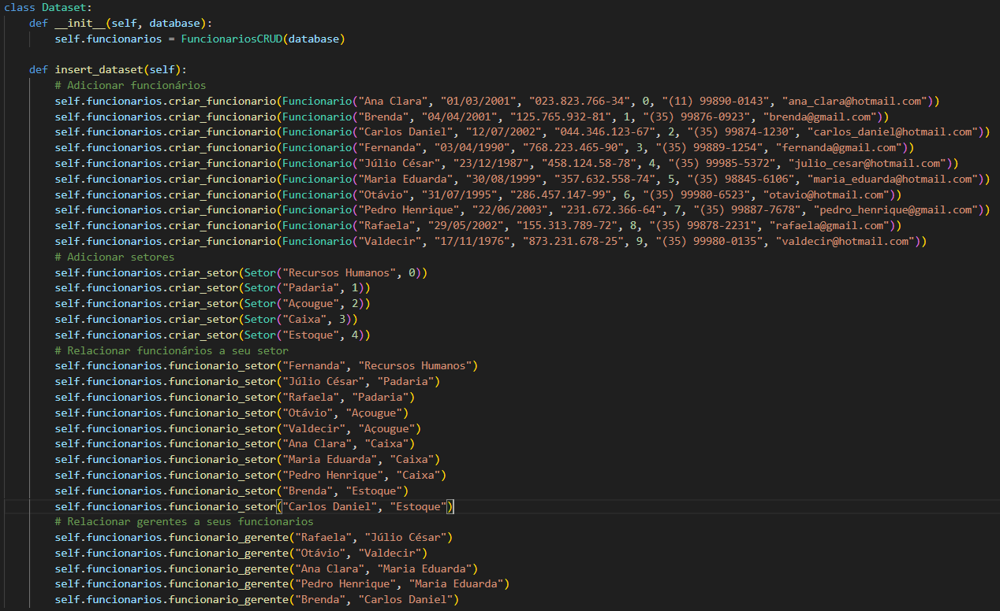 class Dataset:
    def __init__(self, database):
        self.funcionarios = FuncionariosCRUD(database)

    def insert_dataset(self):
        # Adicionar funcionários
        self.funcionarios.criar_funcionario(Funcionario("Ana Clara", "01/03/2001", "023.823.766-34", 0, "(11) 99890-0143", "ana_clara@hotmail.com"))
        self.funcionarios.criar_funcionario(Funcionario("Brenda", "04/04/2001", "125.765.932-81", 1, "(35) 99876-0923", "brenda@gmail.com"))
        self.funcionarios.criar_funcionario(Funcionario("Carlos Daniel", "12/07/2002", "044.346.123-67", 2, "(35) 99874-1230", "carlos_daniel@hotmail.com"))
        self.funcionarios.criar_funcionario(Funcionario("Fernanda", "03/04/1990", "768.223.465-90", 3, "(35) 99889-1254", "fernanda@gmail.com"))
        self.funcionarios.criar_funcionario(Funcionario("Júlio César", "23/12/1987", "458.124.58-78", 4, "(35) 99985-5372", "julio_cesar@hotmail.com"))
        self.funcionarios.criar_funcionario(Funcionario("Maria Eduarda", "30/08/1999", "357.632.558-74", 5, "(35) 98845-6106", "maria_eduarda@hotmail.com"))
        self.funcionarios.criar_funcionario(Funcionario("Otávio", "31/07/1995", "286.457.147-99", 6, "(35) 99980-6523", "otavio@hotmail.com"))
        self.funcionarios.criar_funcionario(Funcionario("Pedro Henrique", "22/06/2003", "231.672.366-64", 7, "(35) 99887-7678", "pedro_henrique@gmail.com"))
        self.funcionarios.criar_funcionario(Funcionario("Rafaela", "29/05/2002", "155.313.789-72", 8, "(35) 99878-2231", "rafaela@gmail.com"))
        self.funcionarios.criar_funcionario(Funcionario("Valdecir", "17/11/1976", "873.231.678-25", 9, "(35) 99980-0135", "valdecir@hotmail.com"))
        # Adicionar setores
        self.funcionarios.criar_setor(Setor("Recursos Humanos", 0))
        self.funcionarios.criar_setor(Setor("Padaria", 1))
        self.funcionarios.criar_setor(Setor("Açougue", 2))
        self.funcionarios.criar_setor(Setor("Caixa", 3))
        self.funcionarios.criar_setor(Setor("Estoque", 4))
        # Relacionar funcionários a seu setor
        self.funcionarios.funcionario_setor("Fernanda", "Recursos Humanos")
        self.funcionarios.funcionario_setor("Júlio César", "Padaria")
        self.funcionarios.funcionario_setor("Rafaela", "Padaria")
        self.funcionarios.funcionario_setor("Otávio", "Açougue")
        self.funcionarios.funcionario_setor("Valdecir", "Açougue")
        self.funcionarios.funcionario_setor("Ana Clara", "Caixa")
        self.funcionarios.funcionario_setor("Maria Eduarda", "Caixa")
        self.funcionarios.funcionario_setor("Pedro Henrique", "Caixa")
        self.funcionarios.funcionario_setor("Brenda", "Estoque")
        self.funcionarios.funcionario_setor("Carlos Daniel", "Estoque")
        # Relacionar gerentes a seus funcionarios
        self.funcionarios.funcionario_gerente("Rafaela", "Júlio César")
        self.funcionarios.funcionario_gerente("Otávio", "Valdecir")
        self.funcionarios.funcionario_gerente("Ana Clara", "Maria Eduarda")
        self.funcionarios.funcionario_gerente("Pedro Henrique", "Maria Eduarda")
        self.funcionarios.funcionario_gerente("Brenda", "Carlos Daniel")